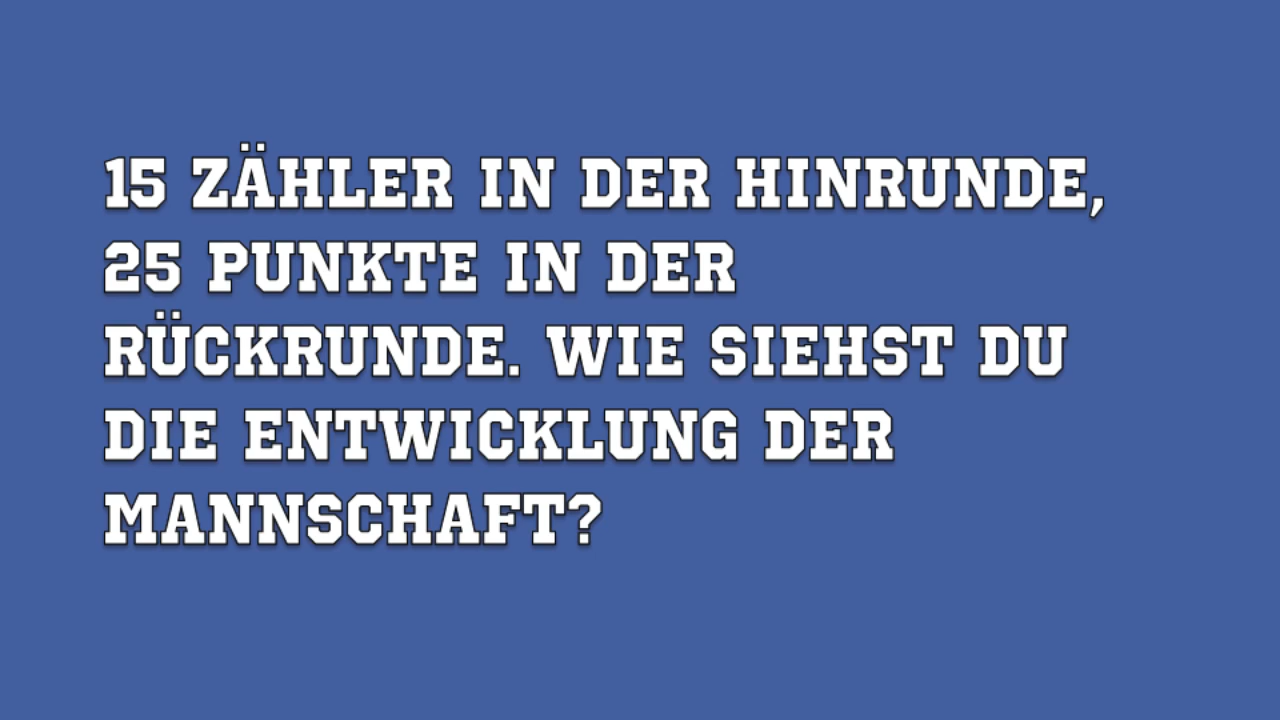 15 ZÄHLER IN DER HINRUNDE,
25 PUNKTE IN DER
RÜCKRUNDE. WIE SIEHST DU
DIE ENTWICKLUNG DER
MANNSCHAFT?